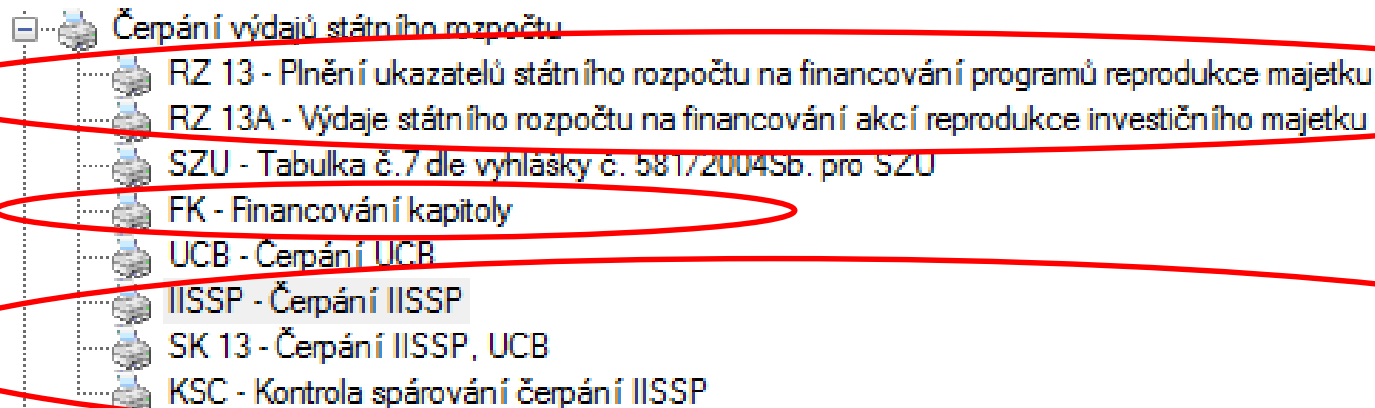 Čerpání výdajů státního rozpočtu
RZ 13 - Plnění ukazatelů státního rozpočtu na financování programů reprodukce majetku
RZ 13A - Výdaje státního rozpočtu na financování akcí reprodukce investičního majetku
SZU - Tabulka č.7 dle vyhlášky č. 581/2004Sb. pro SZU
FK - Financování kapitoly
UCB - Čerpání UCB
IISSP - Čerpání IISSP
SK 13 - Čerpání IISSP, UCB
KSC - Kontrola spárování čerpání IISSP